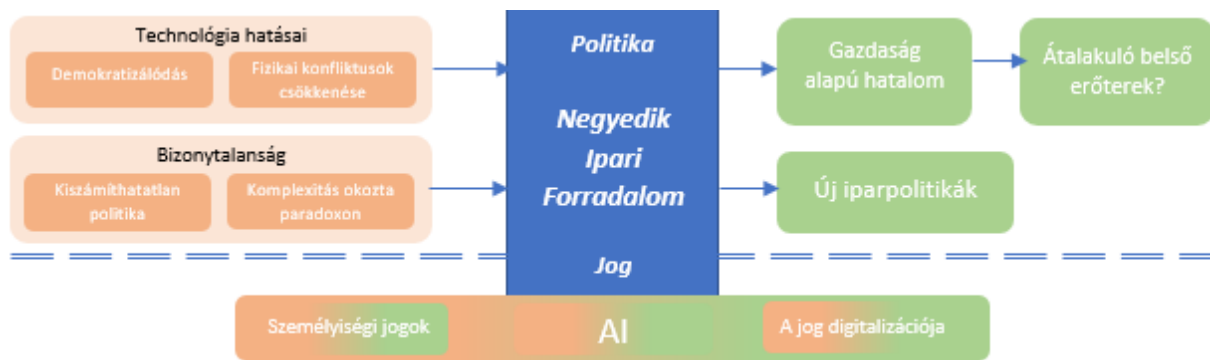 Technológia hatásai
Demokratizálódás
Fizikai konfliktusok
csökkenése
Bizonytalanság
Kiszámíthatatlan
politika
Komplexitás okozta
paradoxon
Politika
Negyedik
Ipari
Forradalom
Jog
Gazdaság
alapú hatalom
Átalakuló belső
erőterek?
Új iparpolitikák
Személyiségi jogok
AI
A jog digitalizációja